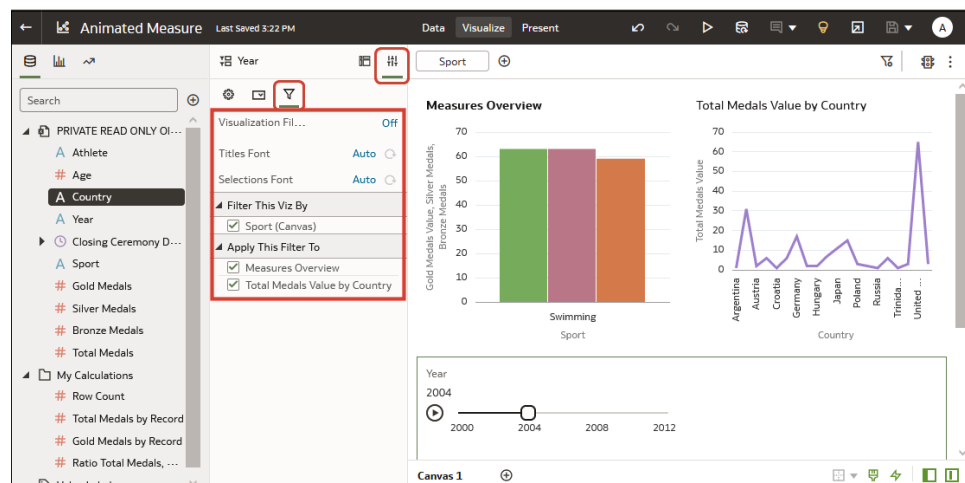 Animated Measure Last Saved 3:22 PM Data Visualize Present A
Search
PRIVATE READ ONLY Ol...
A Athlete
# Age
A Country
A Year
Closing Ceremony D...
A Sport
# Gold Medals
# Silver Medals
# Bronze Medals
# Total Medals
My Calculations
# Row Count
# Total Medals by Record
# Gold Medals by Record
# Ratio Total Medals, ...
Year
Visualization Fil... Off
Titles Font Auto
Selections Font Auto
Filter This Viz By
Sport (Canvas)
Apply This Filter To
Measures Overview
Total Medals Value by Country
Sport
Measures Overview
Gold Medals Value, Silver Medals,
Bronze Medals
70
60
50
40
30
20
10
0
Swimming
Sport
Total Medals Value by Country
Total Medals Value
70
60
50
40
30
20
10
0
Argentina
Austria
Croatia
Germany
Hungary
Japan
Poland
Russia
Trinida...
United ...
Country
Year
2004
2000 2004 2008 2012
Canvas 1